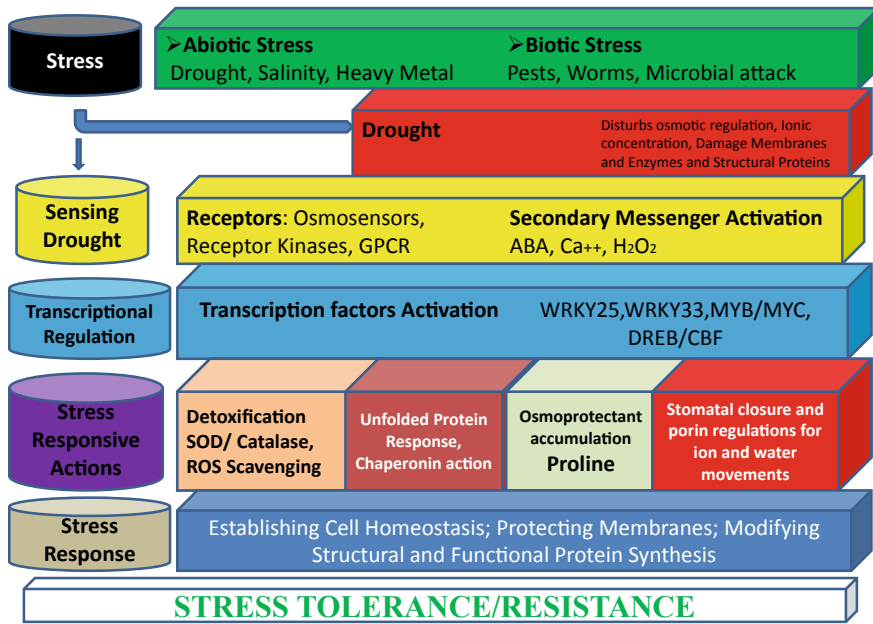 Stress
➢Abiotic Stress
Drought, Salinity, Heavy Metal
➢Biotic Stress
Pests, Worms, Microbial attack
Drought
Disturbs osmotic regulation, Ionic
concentration, Damage Membranes
and Enzymes and Structural Proteins
Sensing
Drought
Receptors: Osmosensors,
Receptor Kinases, GPCR
Secondary Messenger Activation
ABA, Ca++, H₂O₂
Transcriptional
Regulation
Transcription factors Activation
WRKY25,WRKY33,MYB/MYC,
DREB/CBF
Stress
Responsive
Actions
Detoxification
SOD/ Catalase,
ROS Scavenging
Unfolded Protein
Response,
Chaperonin action
Osmoprotectant
accumulation
Proline
Stomatal closure and
porin regulations for
ion and water
movements
Stress
Response
Establishing Cell Homeostasis; Protecting Membranes; Modifying
Structural and Functional Protein Synthesis
STRESS TOLERANCE/RESISTANCE